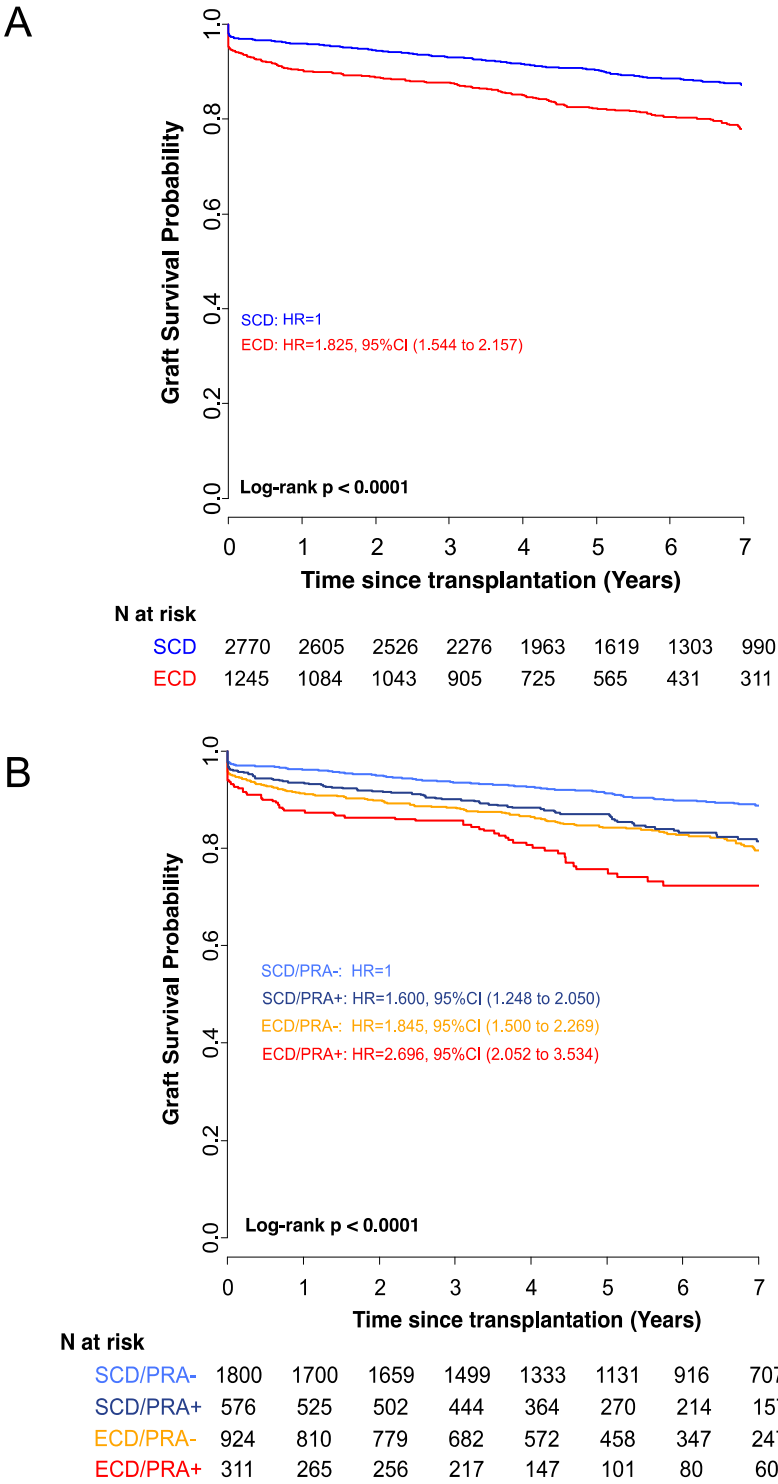 A
Graft Survival Probability
1.0
0.8
0.6
0.4
0.2
0.0
SCD: HR=1
ECD: HR=1.825, 95%CI (1.544 to 2.157)
Log-rank p < 0.0001
0 1 2 3 4 5 6 7
Time since transplantation (Years)
N at risk
SCD 2770 2605 2526 2276 1963 1619 1303 990
ECD 1245 1084 1043 905 725 565 431 311
B
Graft Survival Probability
1.0
0.8
0.6
0.4
0.2
0.0
SCD/PRA-: HR=1
SCD/PRA+: HR=1.600, 95%CI (1.248 to 2.050)
ECD/PRA-: HR=1.845, 95%CI (1.500 to 2.269)
ECD/PRA+: HR=2.696, 95%CI (2.052 to 3.534)
Log-rank p < 0.0001
0 1 2 3 4 5 6 7
Time since transplantation (Years)
N at risk
SCD/PRA- 1800 1700 1659 1499 1333 1131 916 707
SCD/PRA+ 576 525 502 444 364 270 214
ECD/PRA- 924 810 779 682 572 458 347
ECD/PRA+ 311 265 256 217 147 101 80 60